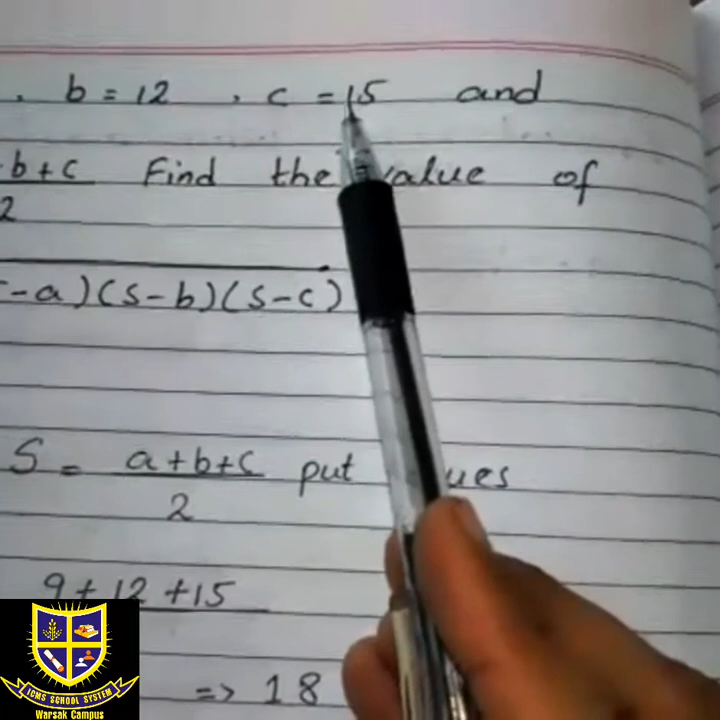 , b = 12 , c = 15 and
b+c Find the value of
2
-a)(s-b)(s-c)
S = a+b+c put ues
2
9 + 12 + 15
=> 18
ICMS SCHOOL SYSTEM
Warsak Campus